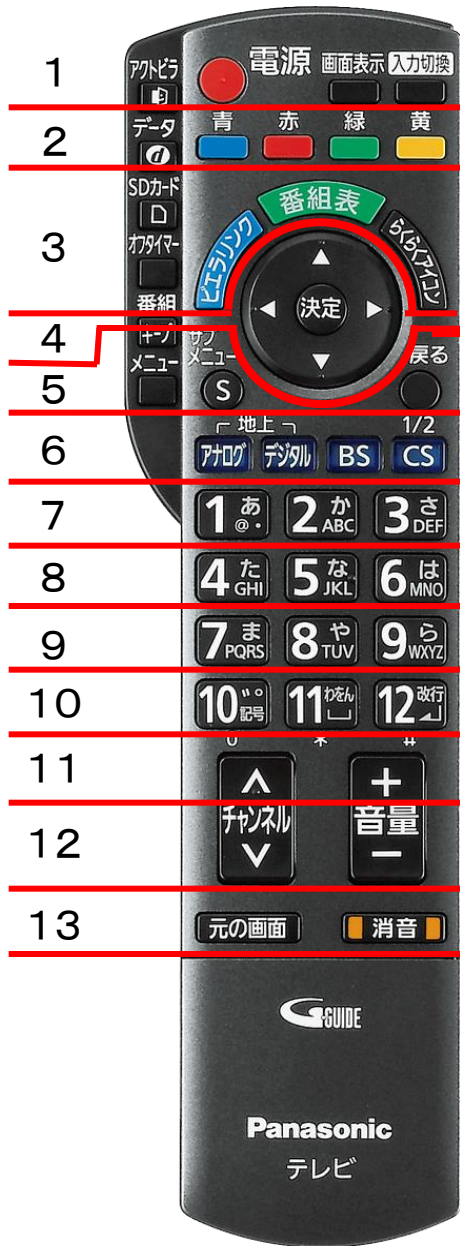 1 アクトビラ 電源 画面表示 入力切換
2 データ d 青 赤 緑 黄
3 SDカード
オフタイマー
ビエラリンク 番組表 らくらくアイコン
番組
決定
4 キープ サブメニュー 戻る
5 メニュー S
地上 1/2
6 アナログ デジタル BS CS
7 1 あ @. 2 か ABC 3 さ DEF
8 4 た GHI 5 な JKL 6 は MNO
9 7 ま PQRS 8 や TUV 9 ら WXYZ
10 10 ゛゜ 記号 11 わをん 12 改行
0 * #
11 +
12 チャンネル 音量 −
13 元の画面 消音
G-GUIDE
Panasonic
テレビ